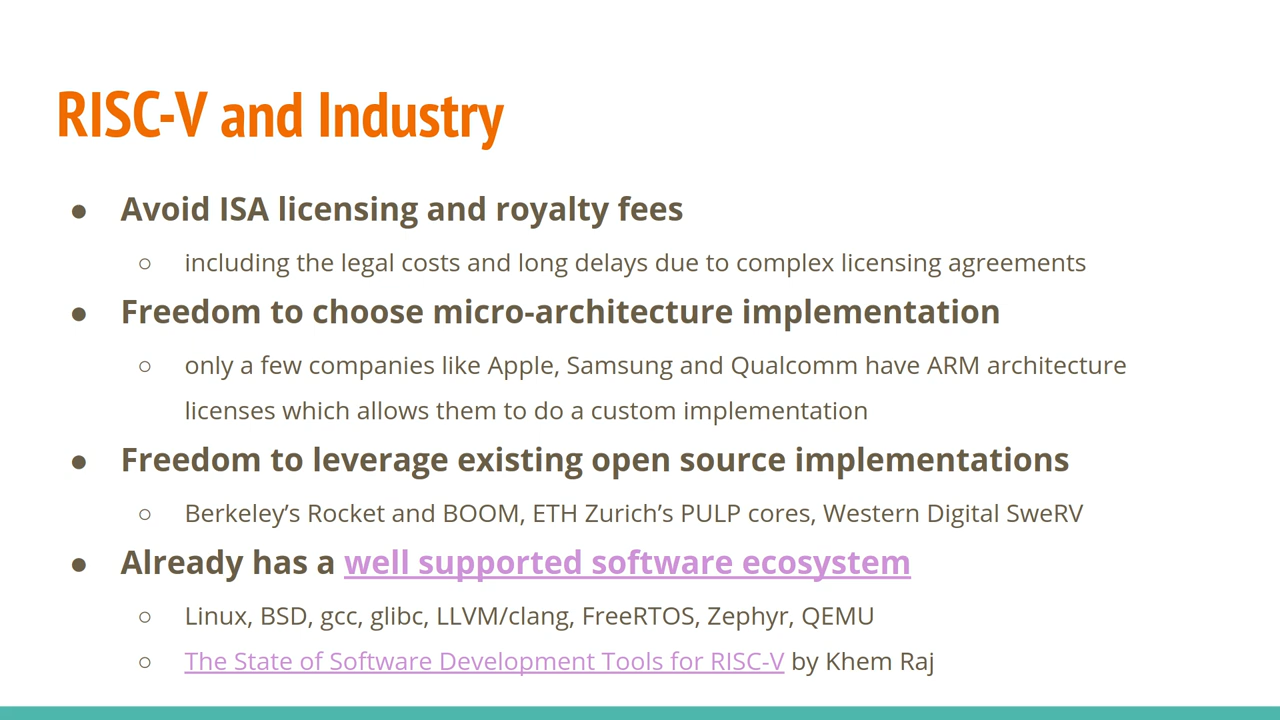 RISC-V and Industry
● Avoid ISA licensing and royalty fees
○ including the legal costs and long delays due to complex licensing agreements
● Freedom to choose micro-architecture implementation
○ only a few companies like Apple, Samsung and Qualcomm have ARM architecture
licenses which allows them to do a custom implementation
● Freedom to leverage existing open source implementations
○ Berkeley’s Rocket and BOOM, ETH Zurich’s PULP cores, Western Digital SweRV
● Already has a well supported software ecosystem
○ Linux, BSD, gcc, glibc, LLVM/clang, FreeRTOS, Zephyr, QEMU
○ The State of Software Development Tools for RISC-V by Khem Raj